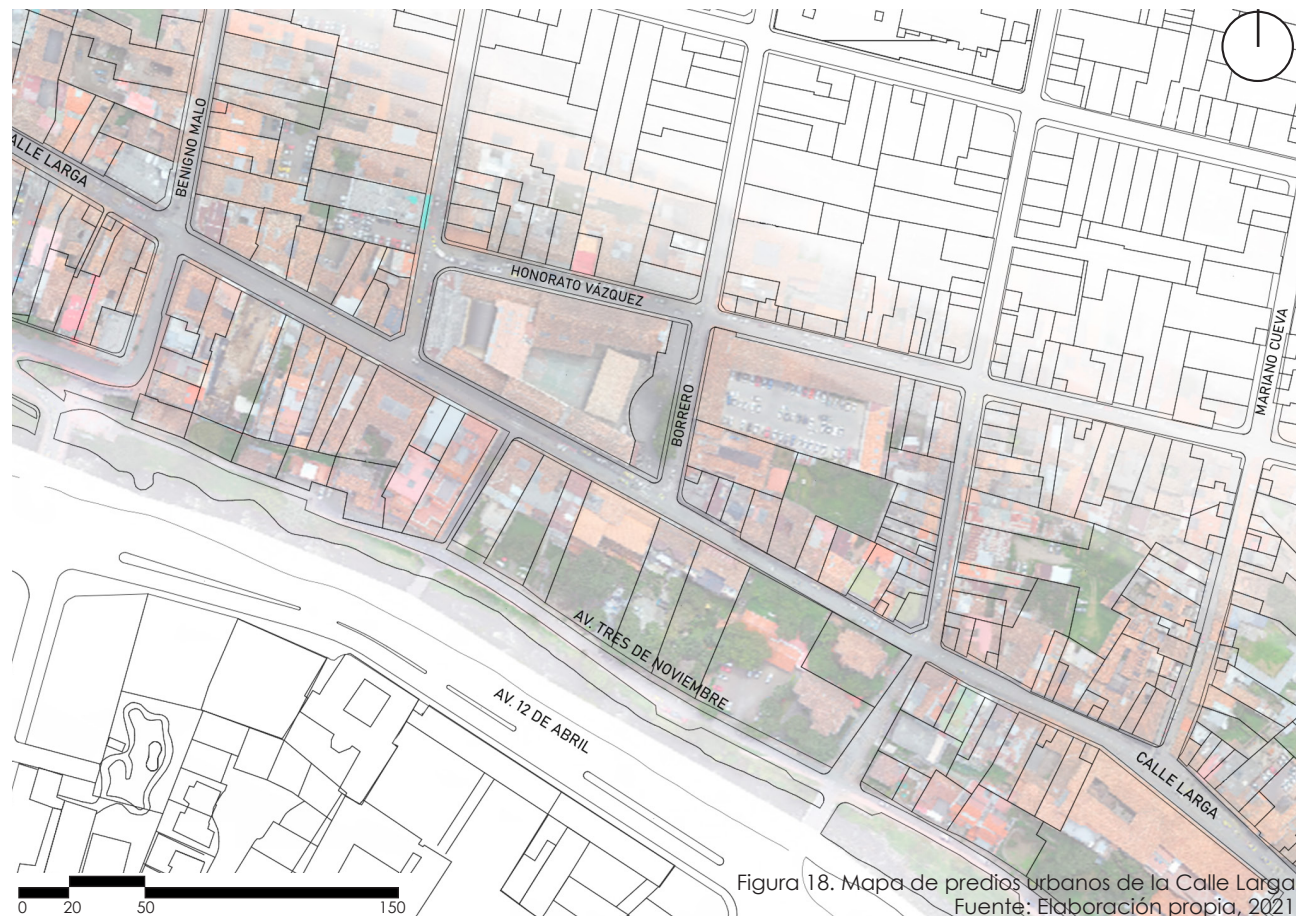 BENIGNO MALO
ALLE LARGA
HONORATO VÁZQUEZ
MARIANO CUEVA
BORRERO
AV. TRES DE NOVIEMBRE
AV. 12 DE ABRIL
CALLE LARGA
Figura 18. Mapa de predios urbanos de la Calle Larga
Fuente: Elaboración propia, 2021
0 20 50 150